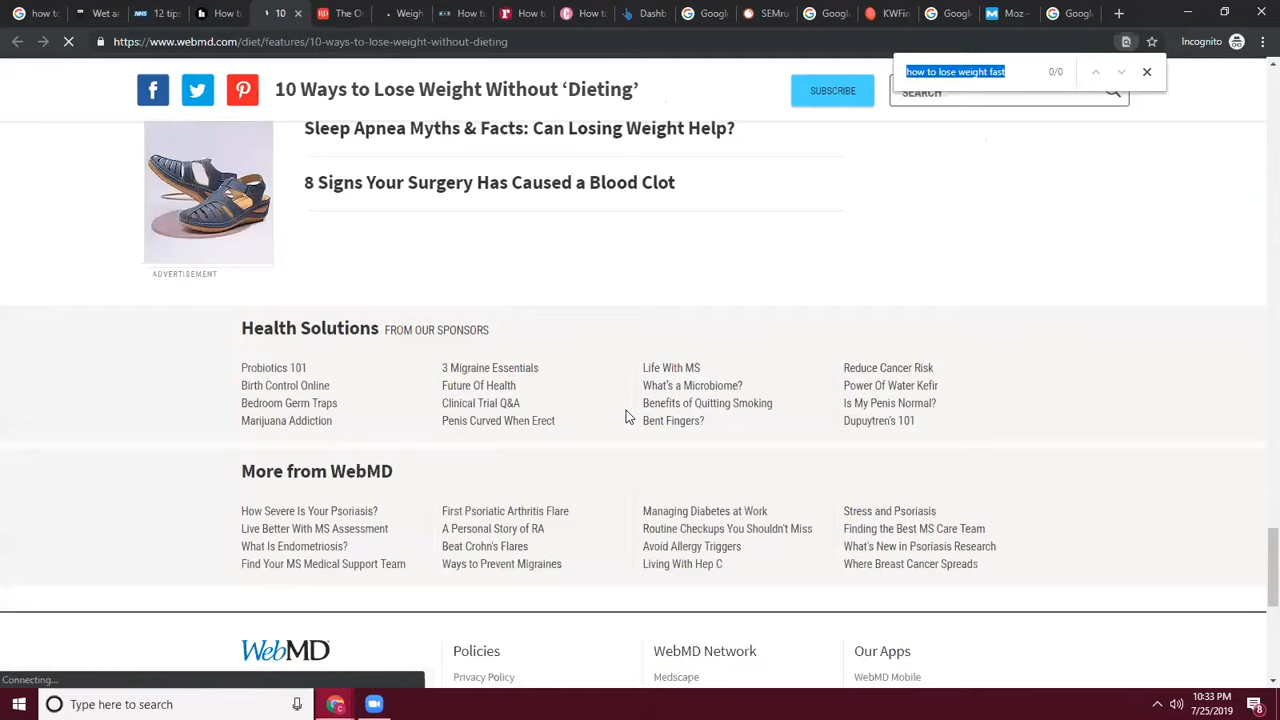 how to
Wet at
12 tip
How t
10
The O
Weigh
How t
How t
How t
Dashb
Googl
SEMru
KWFin
Googl
Moz -
Googl
https://www.webmd.com/diet/features/10-ways-to-lose-weight-without-dieting
Incognito
how to lose weight fast 0/0
10 Ways to Lose Weight Without ‘Dieting’
SUBSCRIBE
SEARCH
Sleep Apnea Myths & Facts: Can Losing Weight Help?
8 Signs Your Surgery Has Caused a Blood Clot
ADVERTISEMENT
Health Solutions FROM OUR SPONSORS
Probiotics 101
Birth Control Online
Bedroom Germ Traps
Marijuana Addiction
3 Migraine Essentials
Future Of Health
Clinical Trial Q&A
Penis Curved When Erect
Life With MS
What's a Microbiome?
Benefits of Quitting Smoking
Bent Fingers?
Reduce Cancer Risk
Power Of Water Kefir
Is My Penis Normal?
Dupuytren's 101
More from WebMD
How Severe Is Your Psoriasis?
Live Better With MS Assessment
What Is Endometriosis?
Find Your MS Medical Support Team
First Psoriatic Arthritis Flare
A Personal Story of RA
Beat Crohn's Flares
Ways to Prevent Migraines
Managing Diabetes at Work
Routine Checkups You Shouldn't Miss
Avoid Allergy Triggers
Living With Hep C
Stress and Psoriasis
Finding the Best MS Care Team
What's New in Psoriasis Research
Where Breast Cancer Spreads
WebMD
Policies
Privacy Policy
WebMD Network
Medscape
Our Apps
WebMD Mobile
Connecting...
Type here to search
10:33 PM
7/25/2019